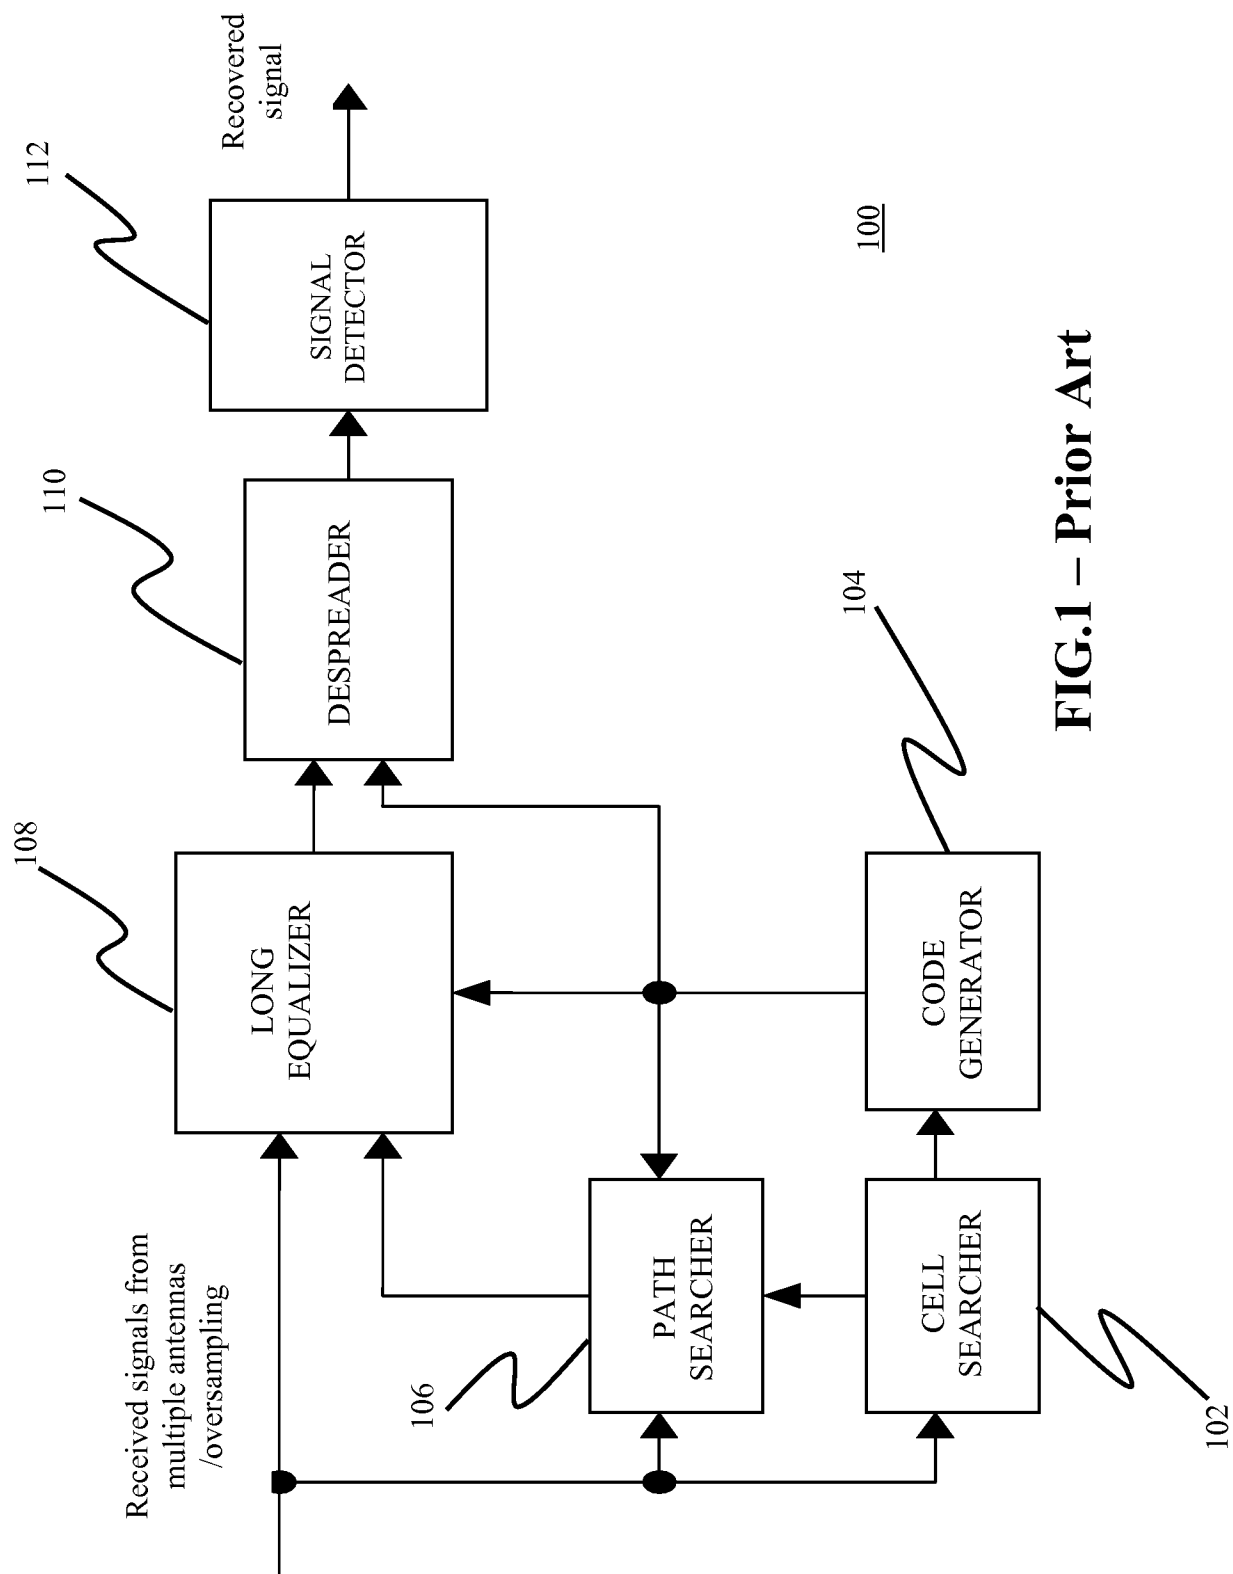 Received signals from
multiple antennas
/oversampling
108
LONG
EQUALIZER
110
DESPREADER
112
SIGNAL
DETECTOR
Recovered
signal
106
PATH
SEARCHER
102
CELL
SEARCHER
104
CODE
GENERATOR
100
FIG.1 – Prior Art